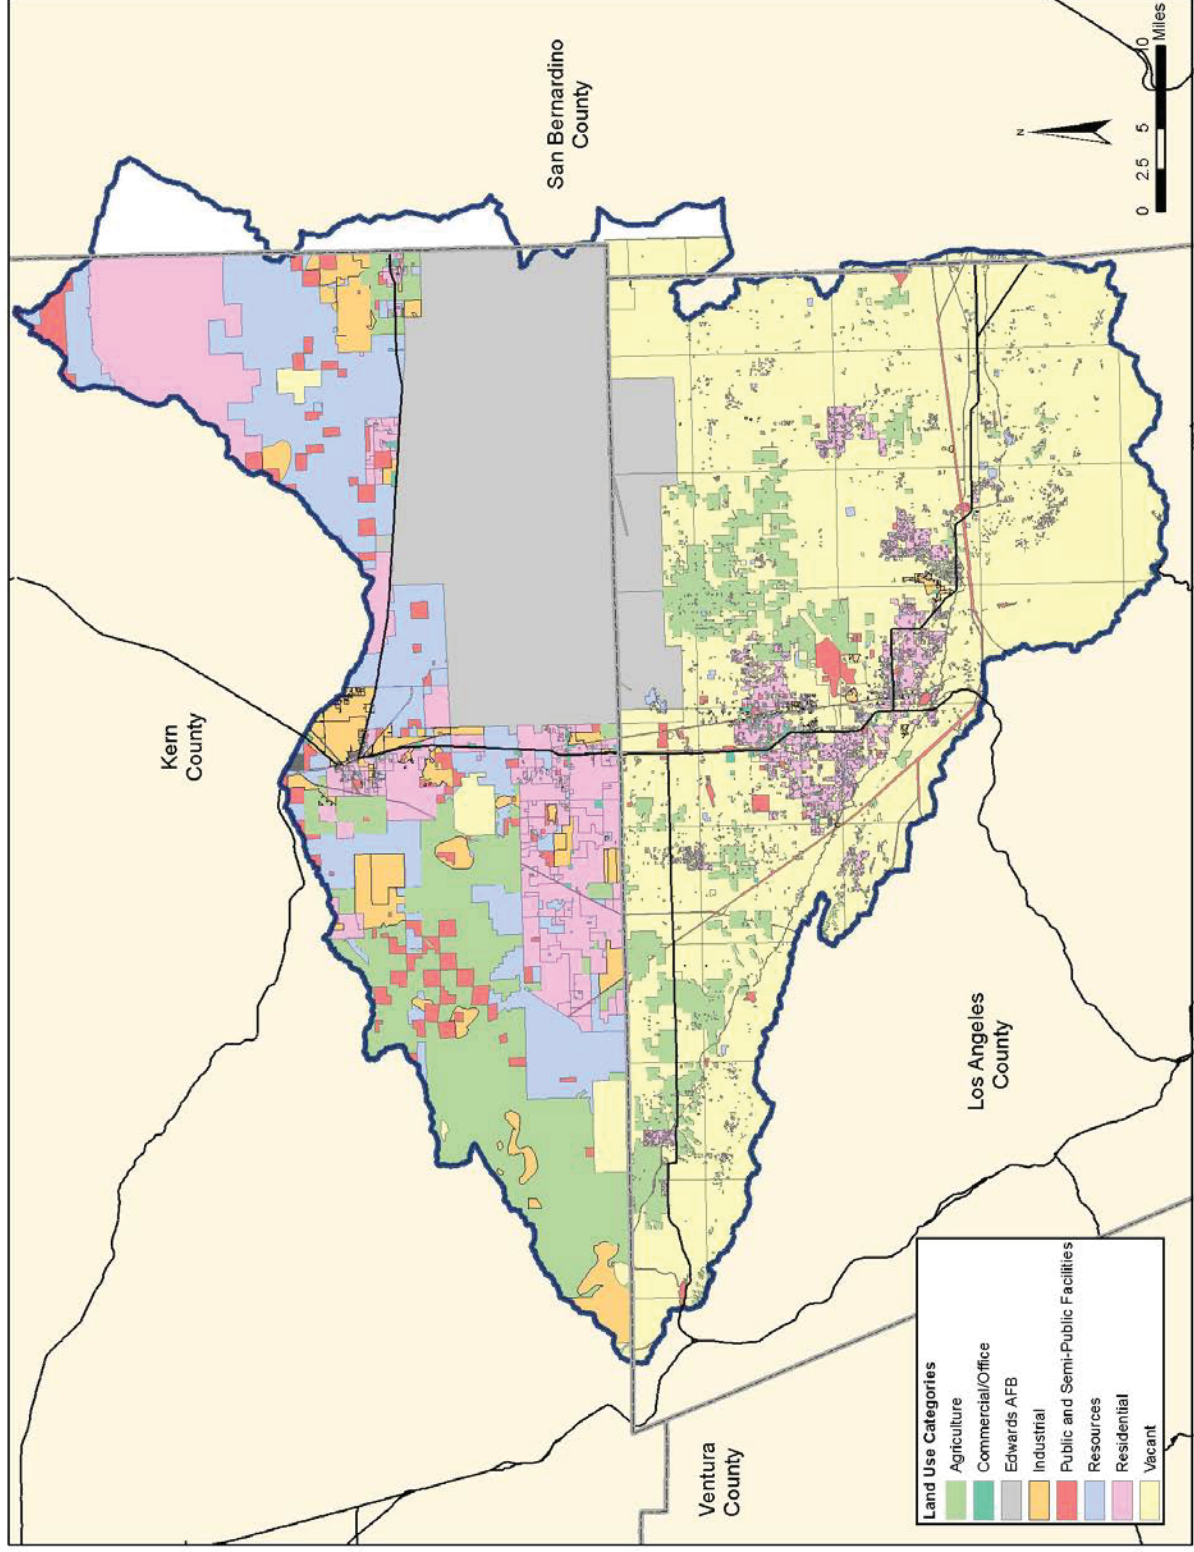 San Bernardino
County
Kern
County
Los Angeles
County
Ventura
County
N
0
2.5
5
10
Miles
Land Use Categories
Agriculture
Commercial/Office
Edwards AFB
Industrial
Public and Semi-Public Facilities
Resources
Residential
Vacant